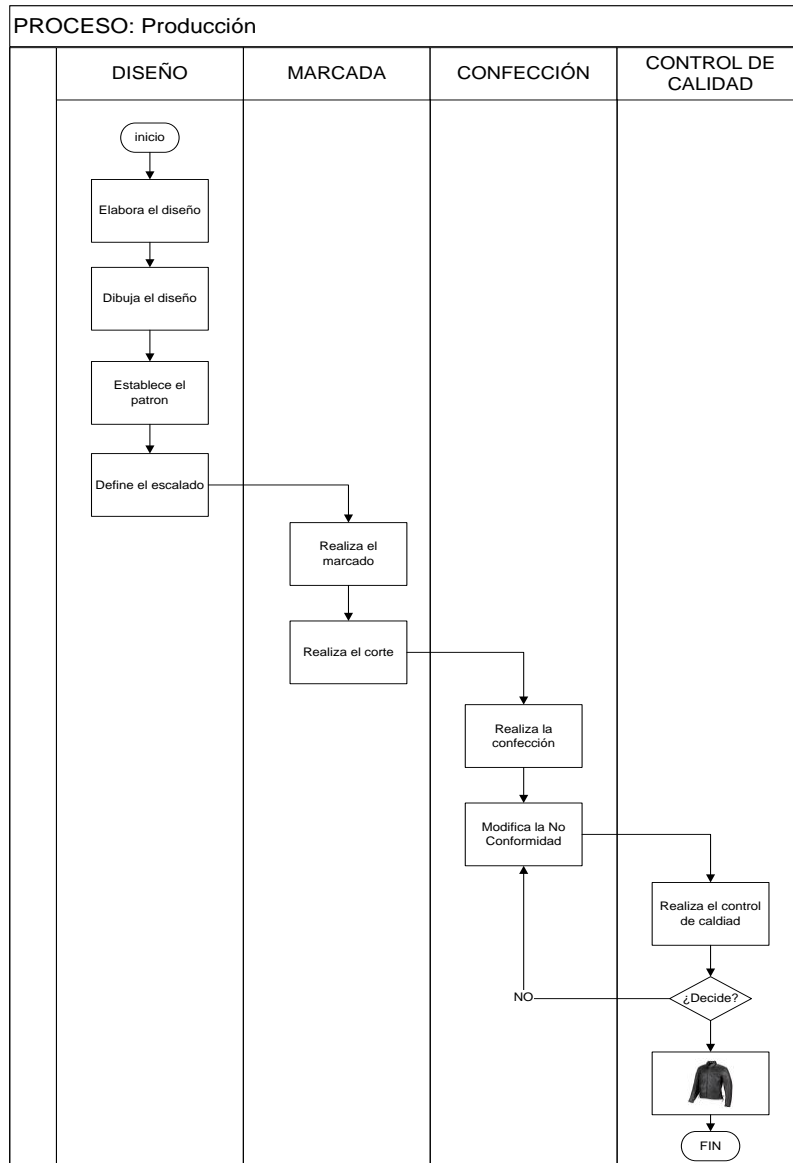 PROCESO: Producción
DISEÑO
MARCADA
CONFECCIÓN
CONTROL DE
CALIDAD
inicio
Elabora el diseño
Dibuja el diseño
Establece el
patron
Define el escalado
Realiza el
marcado
Realiza el corte
Realiza la
confección
Modifica la No
Conformidad
Realiza el control
de caldiad
¿Decide?
NO
FIN